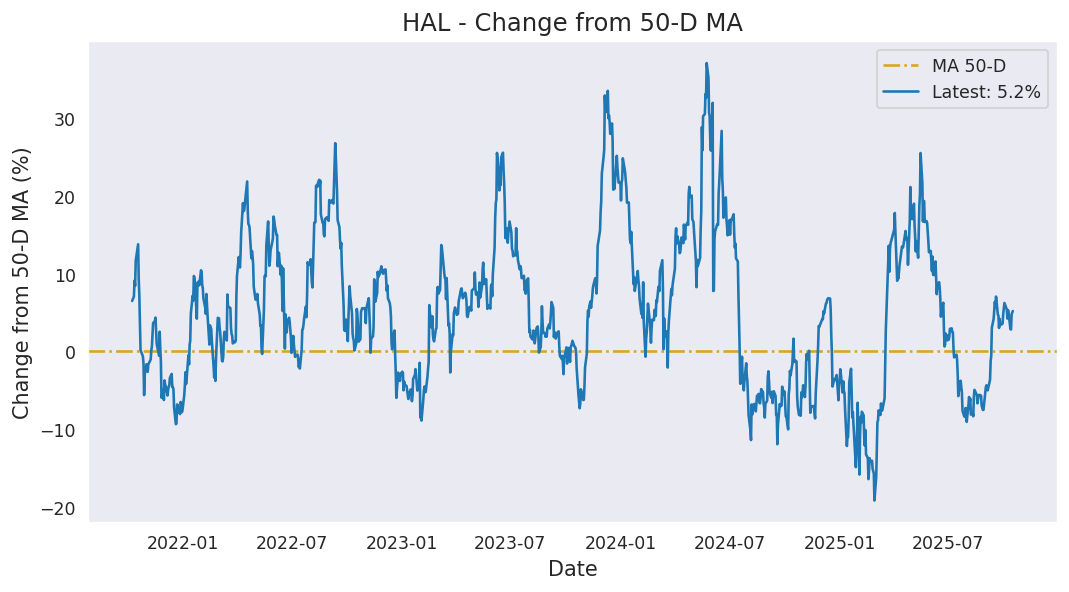 HAL - Change from 50-D MA
MA 50-D
Latest: 5.2%
Change from 50-D MA (%)
30
20
10
0
−10
−20
2022-01 2022-07 2023-01 2023-07 2024-01 2024-07 2025-01 2025-07
Date